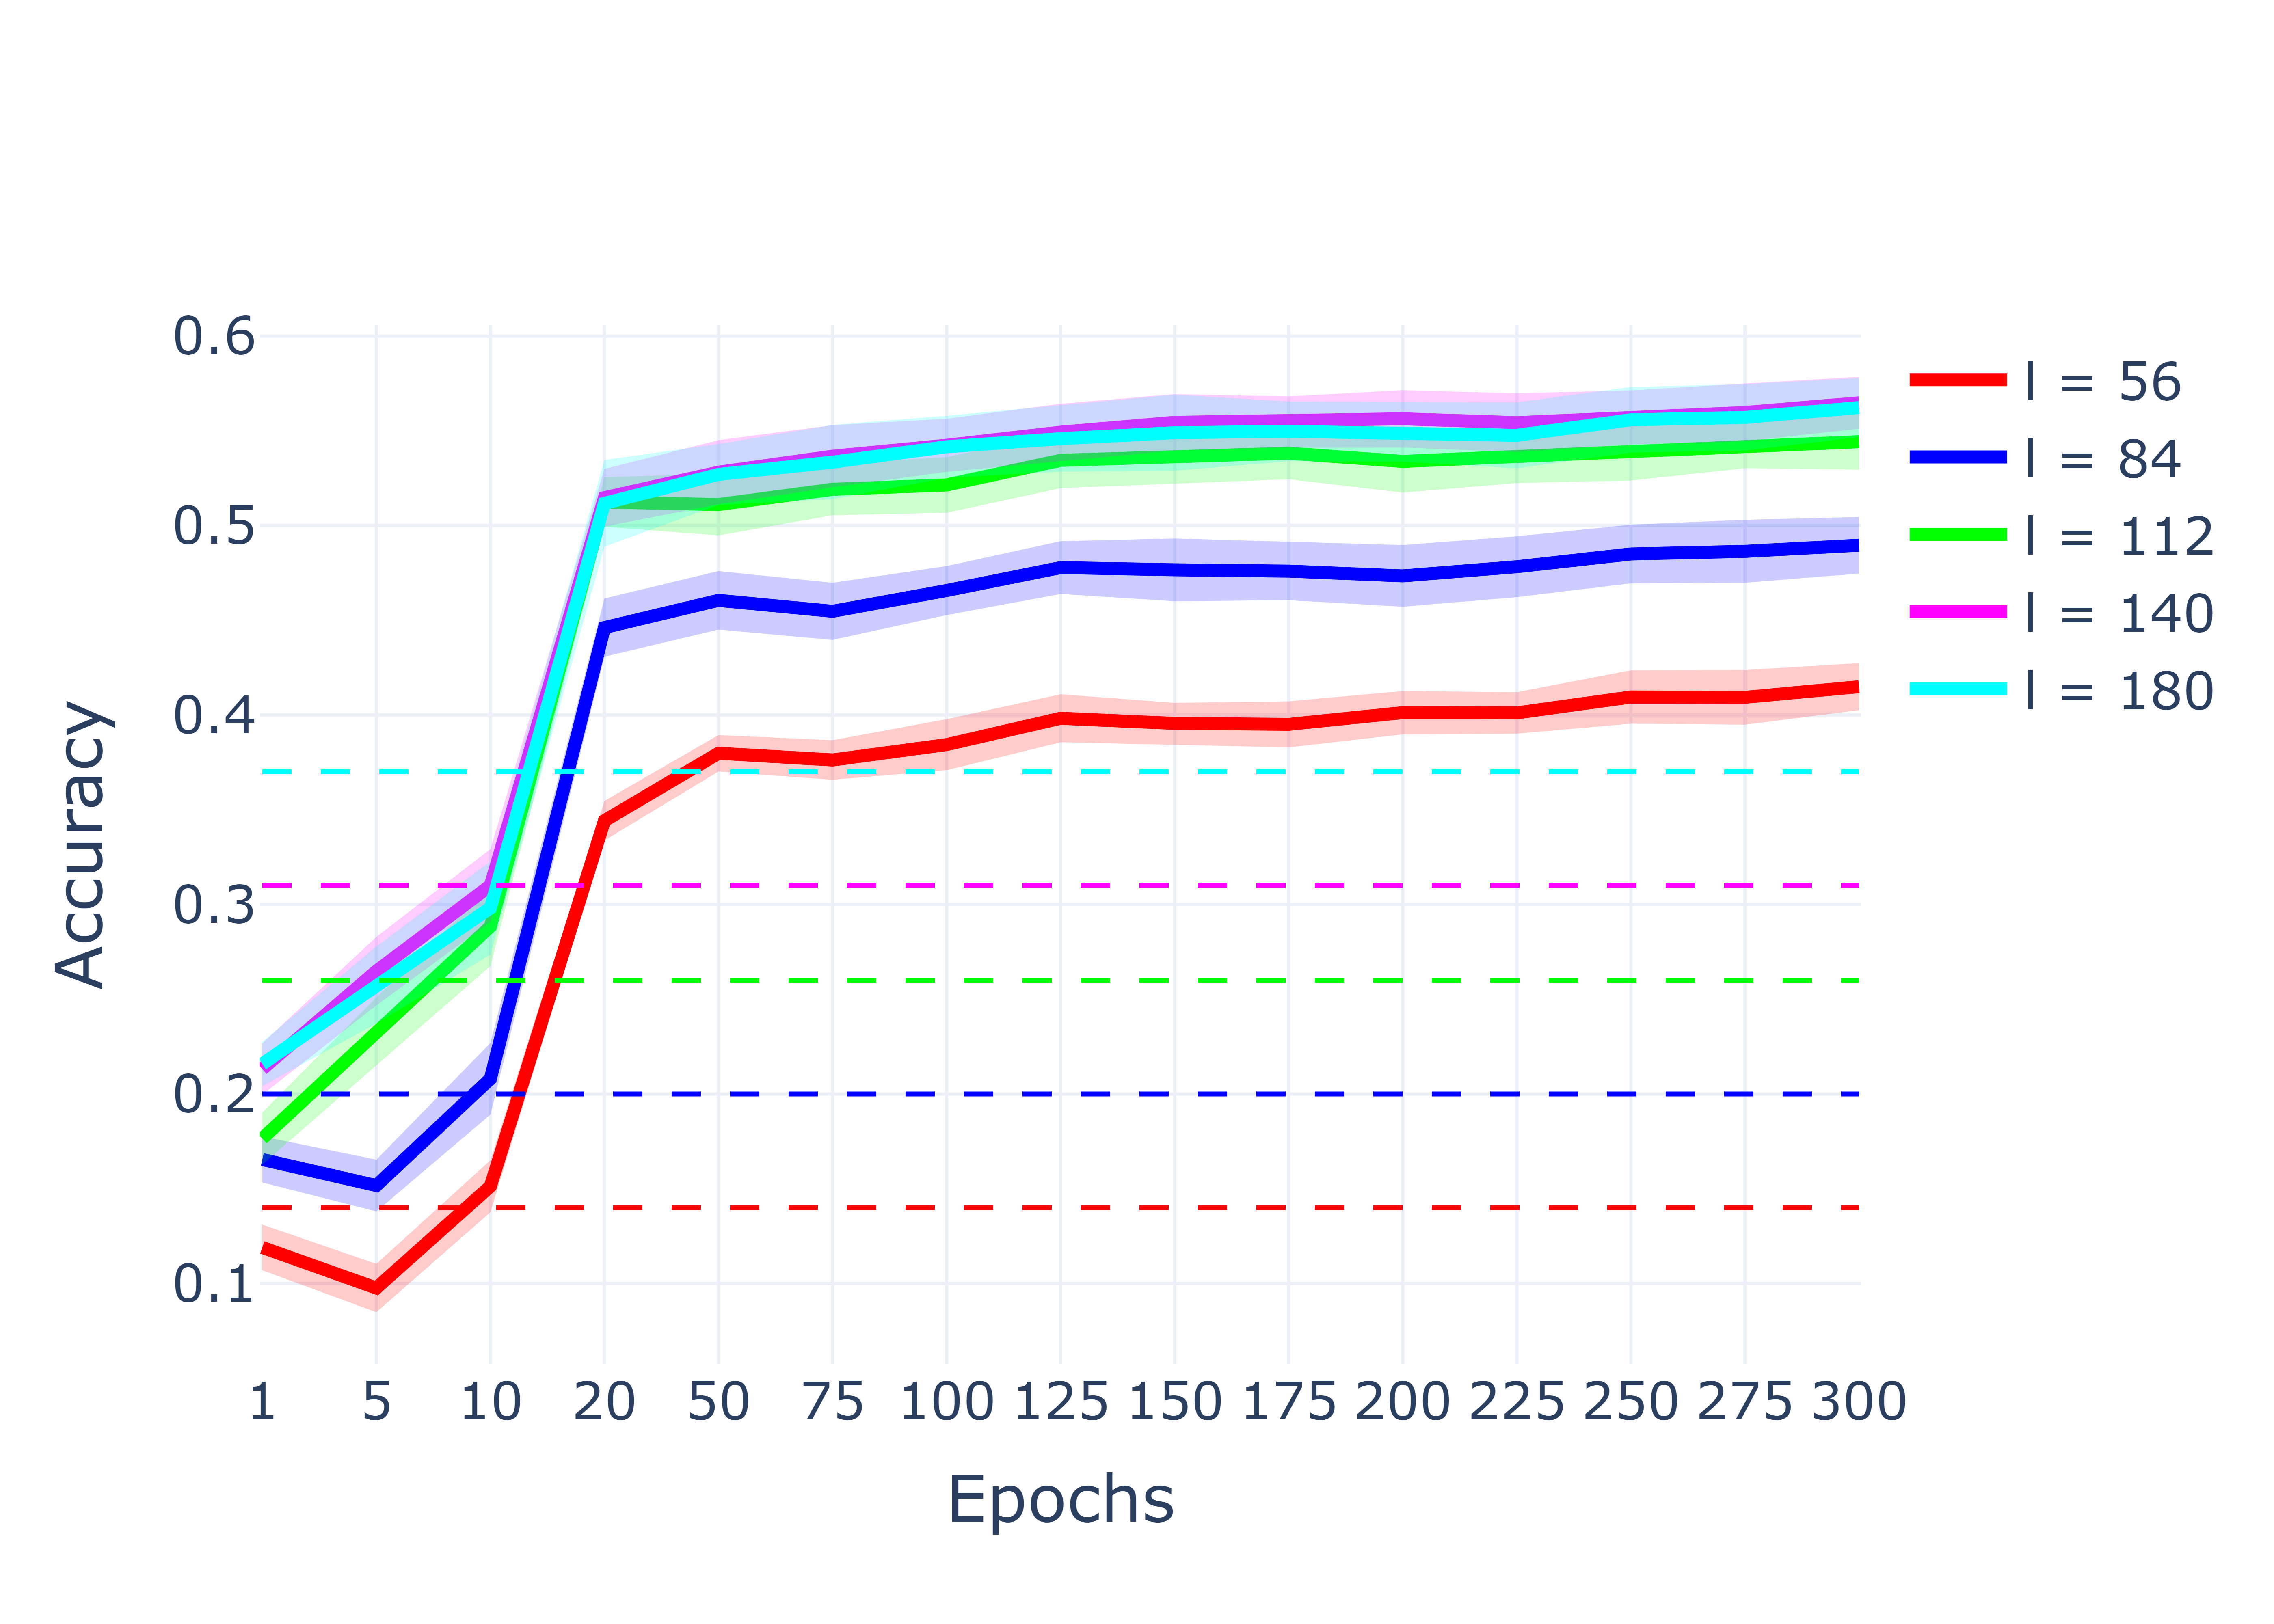 0.6
0.5
0.4
0.3
0.2
0.1
Accuracy
1 5 10 20 50 75 100 125 150 175 200 225 250 275 300
Epochs
l = 56
l = 84
l = 112
l = 140
l = 180